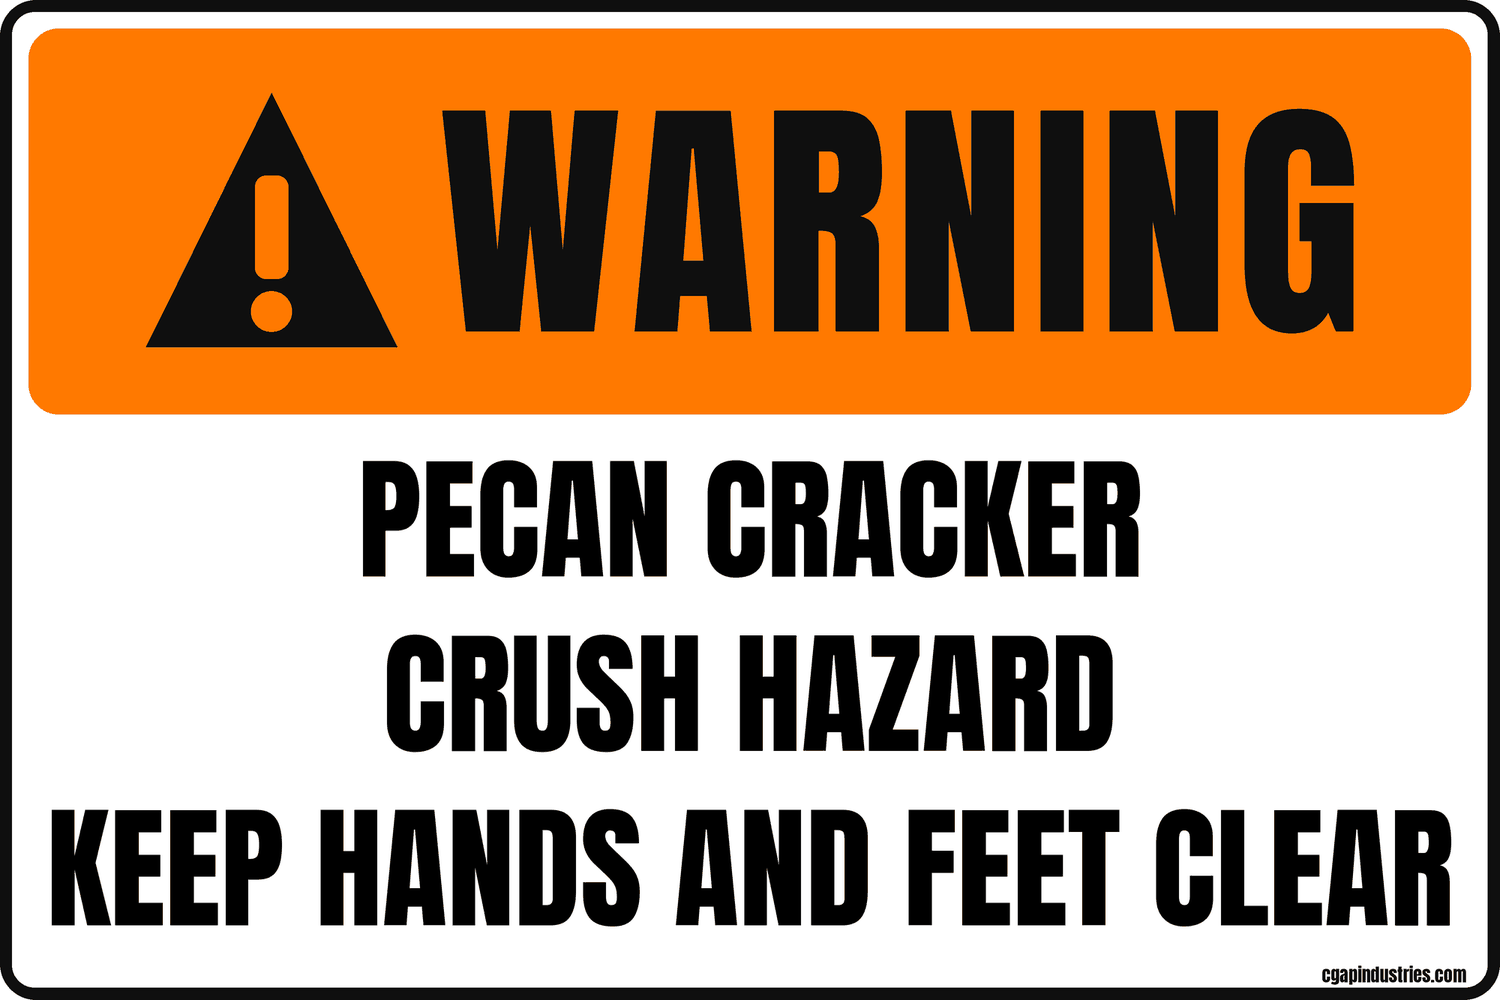 WARNING
PECAN CRACKER
CRUSH HAZARD
KEEP HANDS AND FEET CLEAR
cgapindustries.com